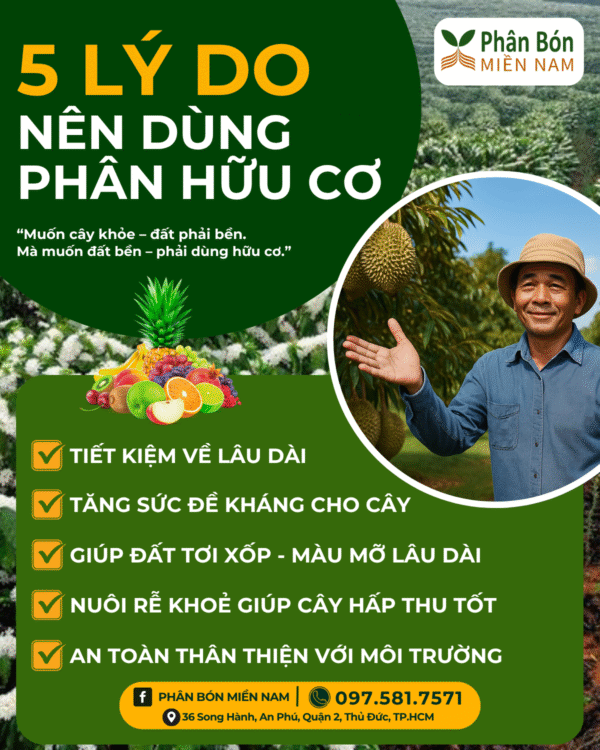 Phân Bón
MIỀN NAM
5 LÝ DO
NÊN DÙNG
PHÂN HỮU CƠ
“Muốn cây khỏe – đất phải bền.
Mà muốn đất bền – phải dùng hữu cơ.”
TIẾT KIỆM VỀ LÂU DÀI
TĂNG SỨC ĐỀ KHÁNG CHO CÂY
GIÚP ĐẤT TƠI XỐP - MÀU MỠ LÂU DÀI
NUÔI RỄ KHOẺ GIÚP CÂY HẤP THU TỐT
AN TOÀN THÂN THIỆN VỚI MÔI TRƯỜNG
PHÂN BÓN MIỀN NAM | 097.581.7571
36 Song Hành, An Phú, Quận 2, Thủ Đức, TP.HCM